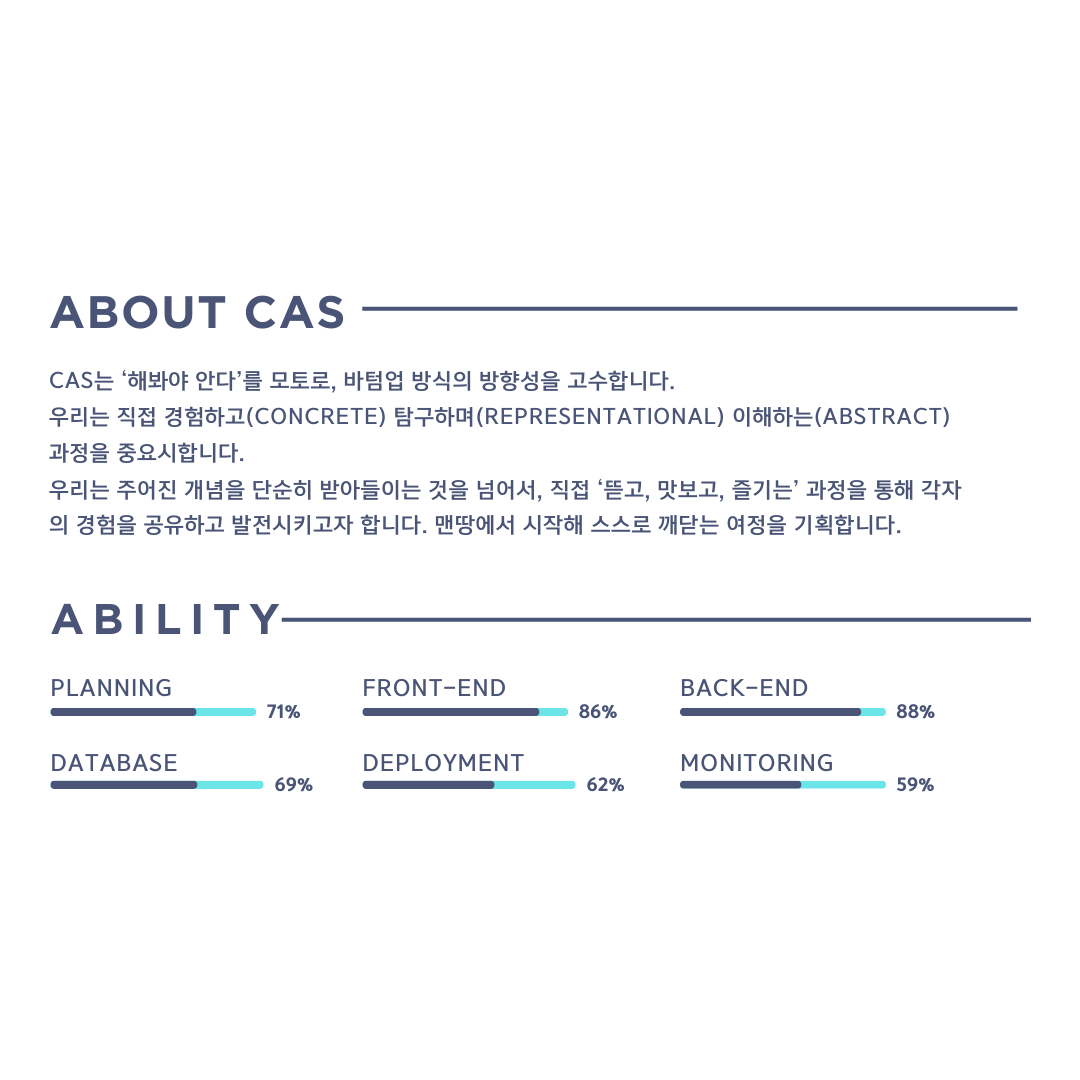 ABOUT CAS
CAS는 ‘해봐야 안다’를 모토로, 바텀업 방식의 방향성을 고수합니다.
우리는 직접 경험하고(CONCRETE) 탐구하며(REPRESENTATIONAL) 이해하는(ABSTRACT)
과정을 중요시합니다.
우리는 주어진 개념을 단순히 받아들이는 것을 넘어서, 직접 ‘뜯고, 맛보고, 즐기는’ 과정을 통해 각자
의 경험을 공유하고 발전시키고자 합니다. 맨땅에서 시작해 스스로 깨닫는 여정을 기획합니다.
ABILITY
PLANNING FRONT-END BACK-END
71% 86% 88%
DATABASE DEPLOYMENT MONITORING
69% 62% 59%